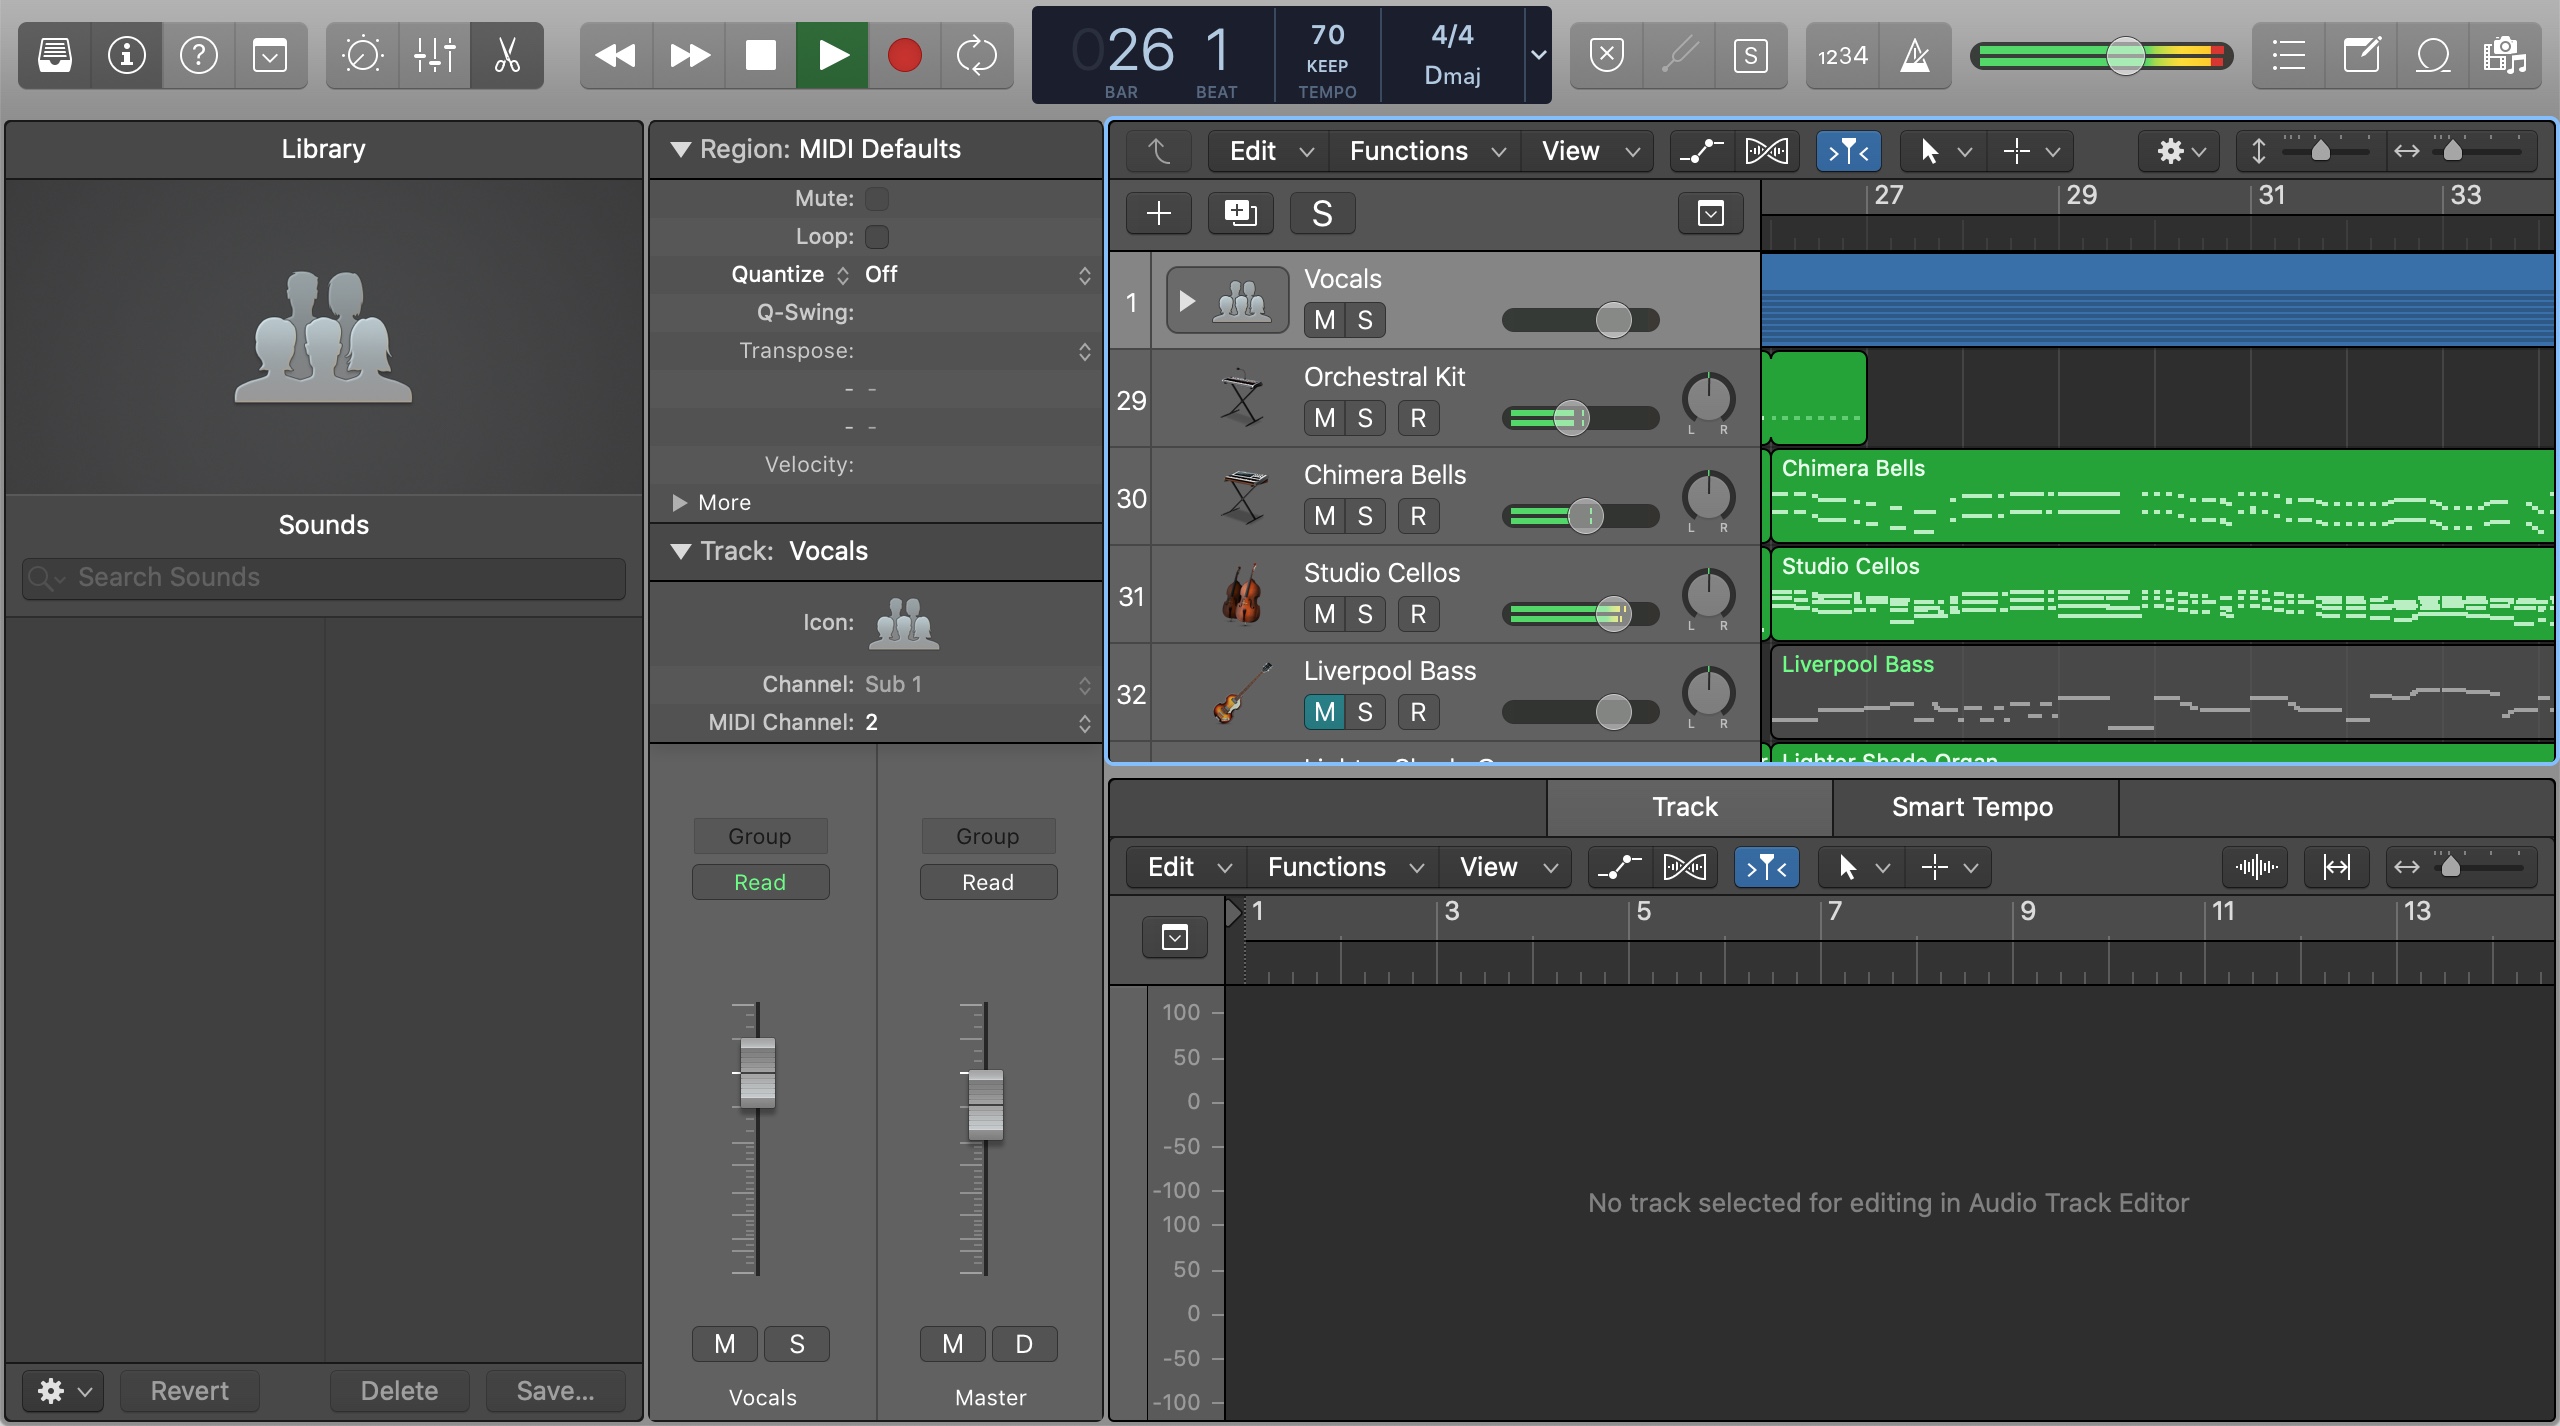 026 1
BAR BEAT
70
KEEP
TEMPO
4/4
Dmaj
S
1234
Library
Sounds
Search Sounds
Revert
Delete
Save...
Region: MIDI Defaults
Mute:
Loop:
Quantize Off
Q-Swing:
Transpose:
- -
- -
Velocity:
More
Track: Vocals
Icon:
Channel: Sub 1
MIDI Channel: 2
Group Group
Read Read
M S M D
Vocals Master
Edit Functions View
S
27 29 31 33
1
Vocals
M S
29
Orchestral Kit
M S R
L R
30
Chimera Bells
M S R
L R
Chimera Bells
31
Studio Cellos
M S R
L R
Studio Cellos
32
Liverpool Bass
M S R
L R
Liverpool Bass
Lighter Shade Organ
Track Smart Tempo
Edit Functions View
1 3 5 7 9 11 13
100
50
0
-50
-100
100
50
0
-50
-100
No track selected for editing in Audio Track Editor